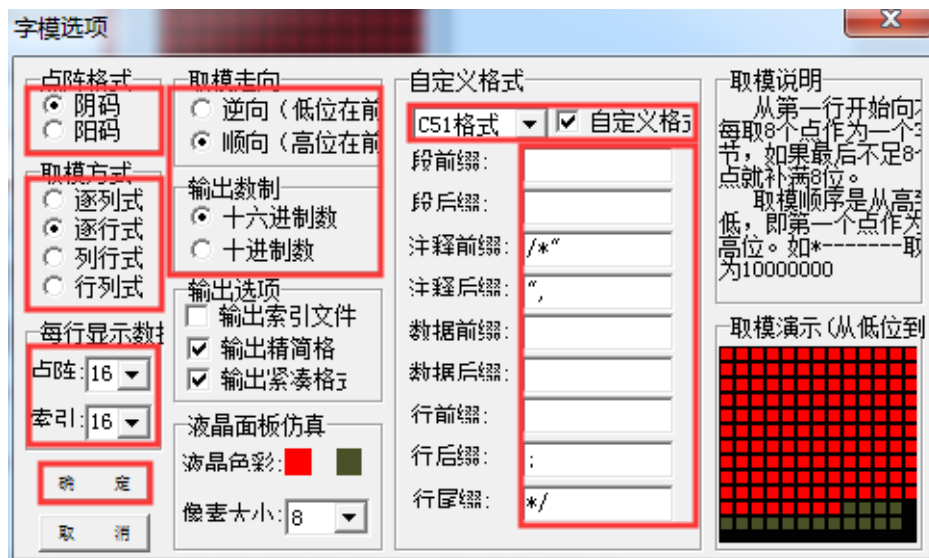 字模选项
X
点阵格式
阴码
阳码
取模方式
逐列式
逐行式
列行式
行列式
每行显示数据
点阵:16
索引:16
确 定
取 消
取模走向
逆向（低位在前
顺向（高位在前
输出数制
十六进制数
十进制数
输出选项
输出索引文件
输出精简格
输出紧凑格式
液晶面板仿真
液晶色彩:
像素大小:8
自定义格式
C51格式
自定义格式
段前缀:
段后缀:
注释前缀: /*"
注释后缀: ",
数据前缀:
数据后缀:
行前缀:
行后缀: ;
行尾缀: */
取模说明
从第一行开始向
每取8个点作为一个字
节，如果最后不足8个
点就补满8位。
取模顺序是从高到
低，即第一个点作为
高位。如*-------取
为10000000
取模演示(从低位到